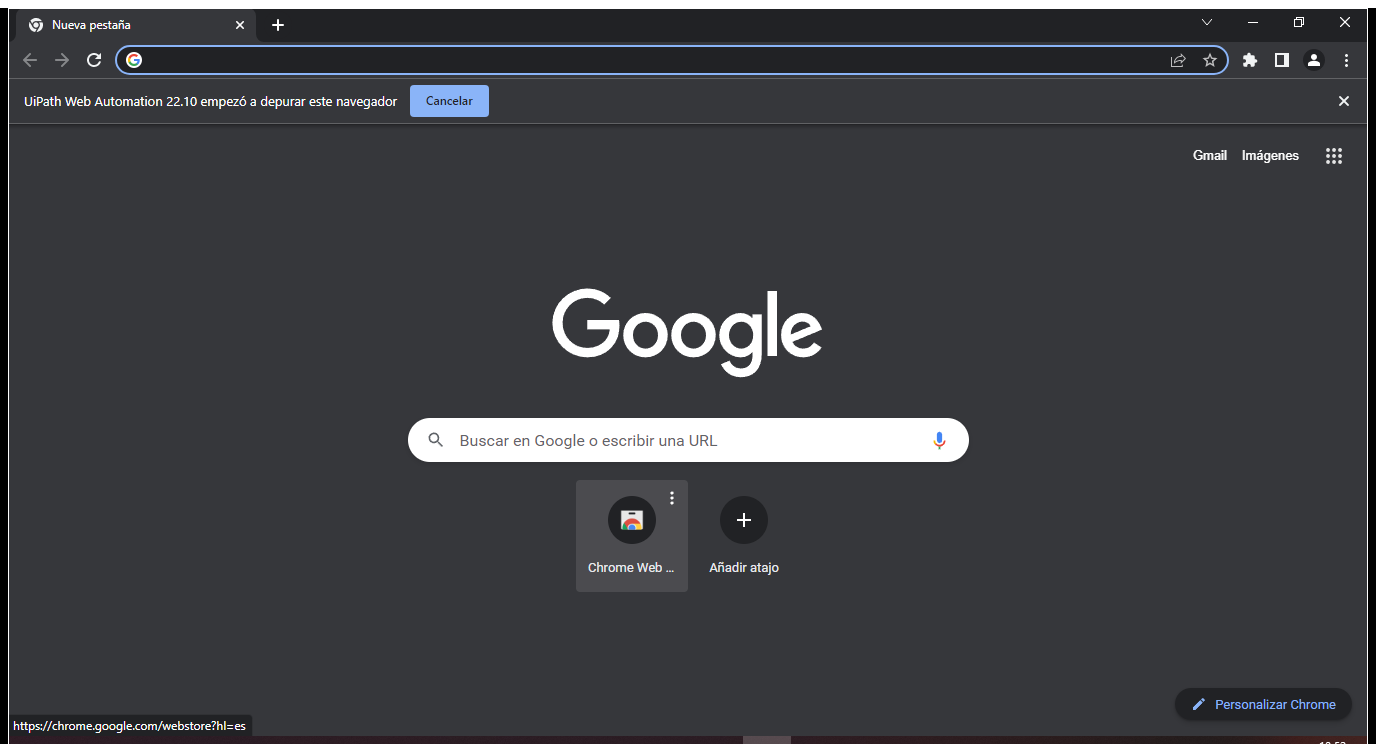 Nueva pestaña
UiPath Web Automation 22.10 empezó a depurar este navegador
Cancelar
Gmail
Imágenes
Google
Buscar en Google o escribir una URL
Chrome Web ...
Añadir atajo
Personalizar Chrome
https://chrome.google.com/webstore?hl=es